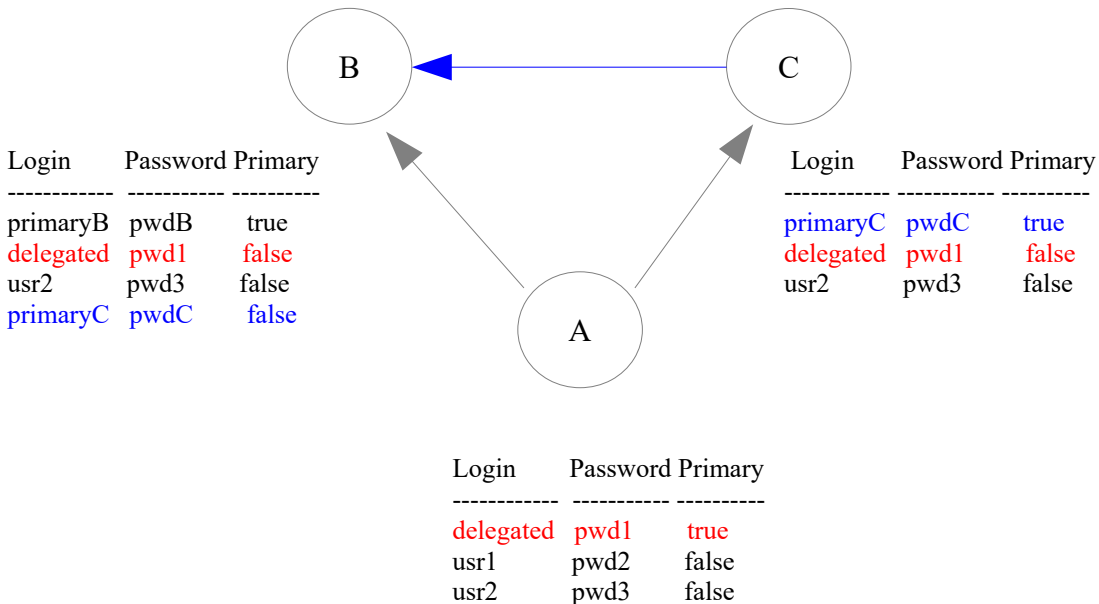 B
C
Login Password Primary
------------ ----------- ----------
primaryB pwdB true
delegated pwd1 false
usr2 pwd3 false
primaryC pwdC false
Login Password Primary
------------ ----------- ----------
primaryC pwdC true
delegated pwd1 false
usr2 pwd3 false
A
Login Password Primary
------------ ----------- ----------
delegated pwd1 true
usr1 pwd2 false
usr2 pwd3 false